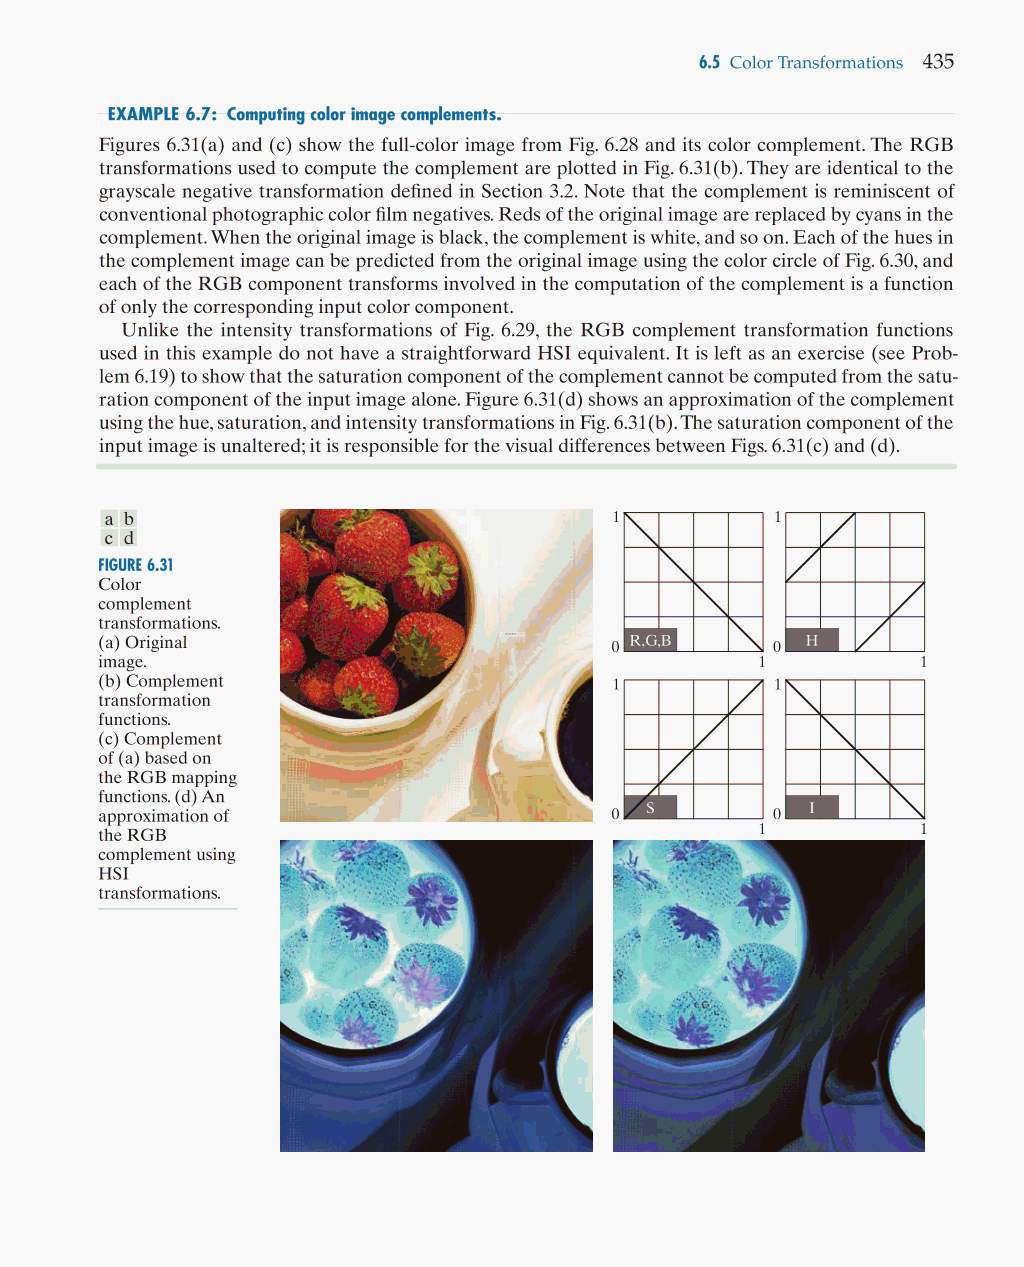 6.5 Color Transformations 435
EXAMPLE 6.7: Computing color image complements.
Figures 6.31(a) and (c) show the full-color image from Fig. 6.28 and its color complement. The RGB
transformations used to compute the complement are plotted in Fig. 6.31(b). They are identical to the
grayscale negative transformation defined in Section 3.2. Note that the complement is reminiscent of
conventional photographic color film negatives. Reds of the original image are replaced by cyans in the
complement. When the original image is black, the complement is white, and so on. Each of the hues in
the complement image can be predicted from the original image using the color circle of Fig. 6.30, and
each of the RGB component transforms involved in the computation of the complement is a function
of only the corresponding input color component.
Unlike the intensity transformations of Fig. 6.29, the RGB complement transformation functions
used in this example do not have a straightforward HSI equivalent. It is left as an exercise (see Prob-
lem 6.19) to show that the saturation component of the complement cannot be computed from the satu-
ration component of the input image alone. Figure 6.31(d) shows an approximation of the complement
using the hue, saturation, and intensity transformations in Fig. 6.31(b). The saturation component of the
input image is unaltered; it is responsible for the visual differences between Figs. 6.31(c) and (d).
a b
c d
FIGURE 6.31
Color
complement
transformations.
(a) Original
image.
(b) Complement
transformation
functions.
(c) Complement
of (a) based on
the RGB mapping
functions. (d) An
approximation of
the RGB
complement using
HSI
transformations.
1
0
R,G,B
1
1
0
H
1
1
0
S
1
1
0
I
1